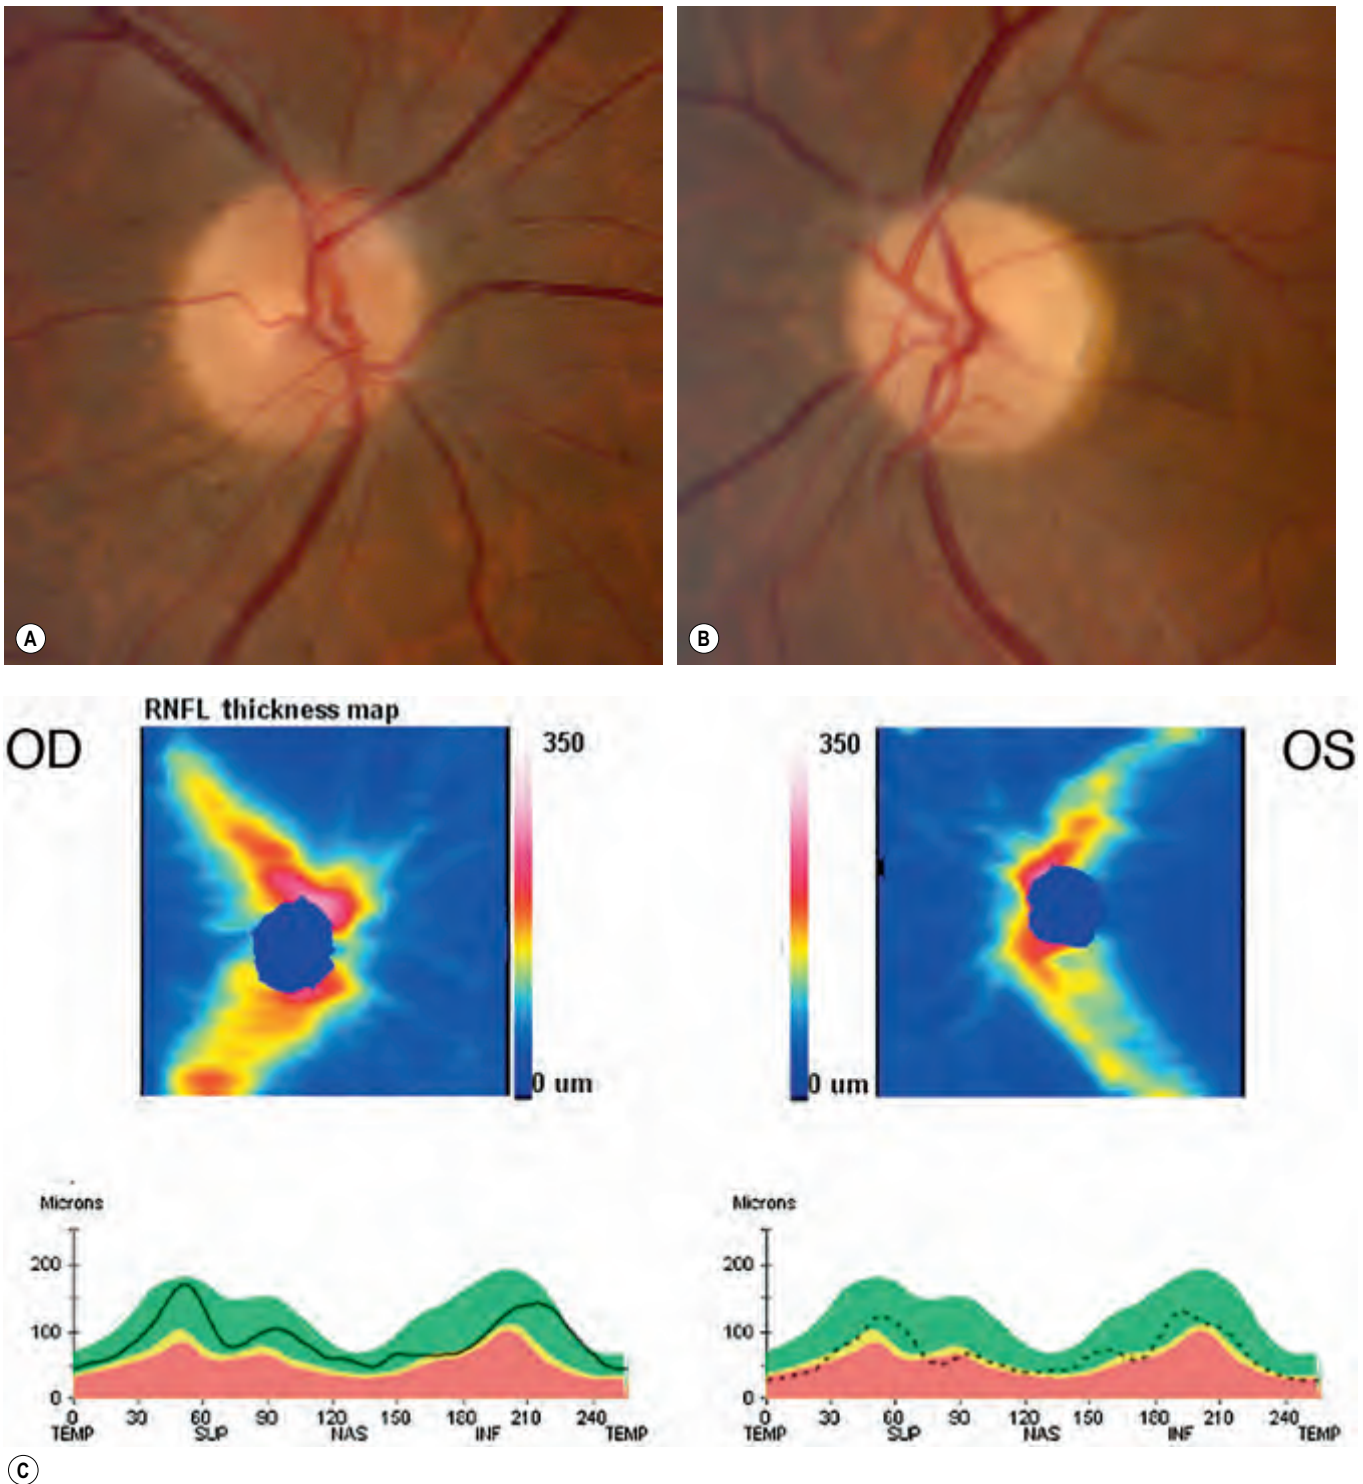 A
B
RNFL thickness map
OD
350
350
OS
0 um
0 um
Microns
Microns
200
200
100
100
0
0
0 30 60 90 120 150 180 210 240
0 30 60 90 120 150 180 210 240
TEMP SUP NAS INF TEMP
TEMP SUP NAS INF TEMP
C